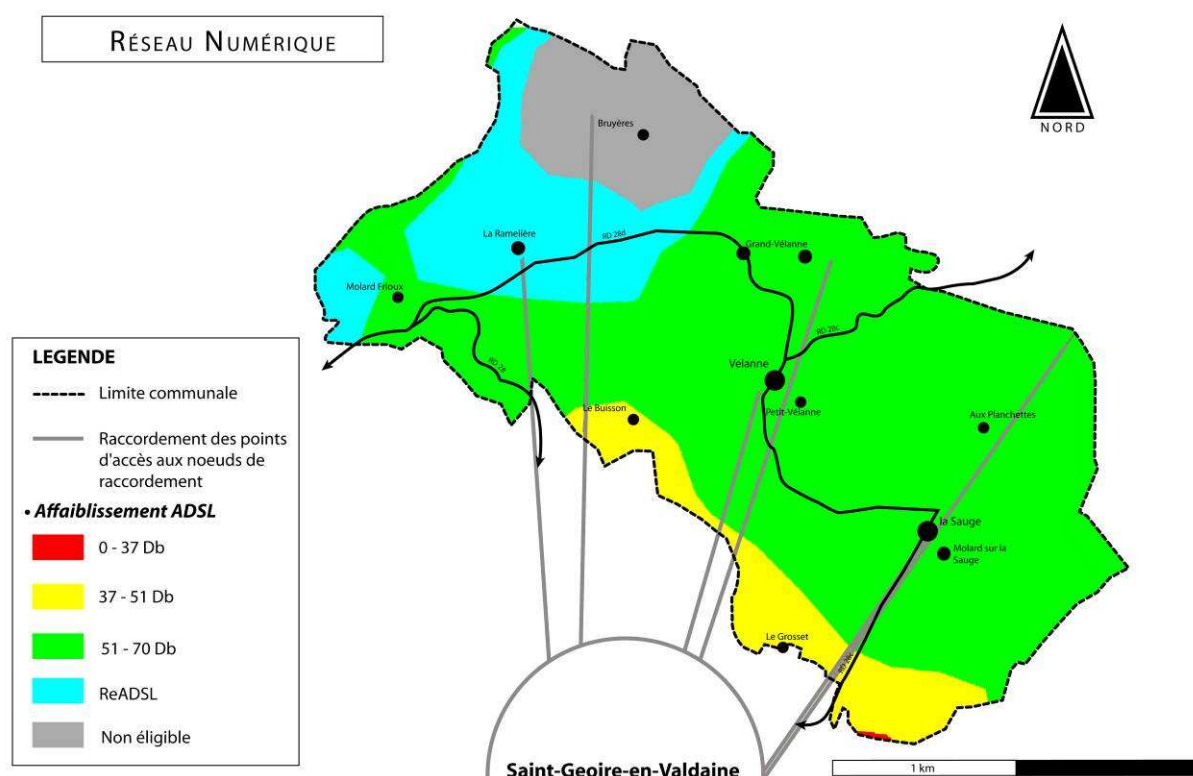 RÉSEAU NUMÉRIQUE
NORD
Bruyères
La Ramelière
RD 28d
Grand-Vélanne
Molard Frioux
RD 28c
RD 28
Velanne
Petit-Vélanne
Le Buisson
Aux Planchettes
la Sauge
Molard sur la
Sauge
Le Grosset
RD 28c
Saint-Geoire-en-Valdaine
1 km
LEGENDE
Limite communale
Raccordement des points
d'accès aux noeuds de
raccordement
• Affaiblissement ADSL
0 - 37 Db
37 - 51 Db
51 - 70 Db
ReADSL
Non éligible